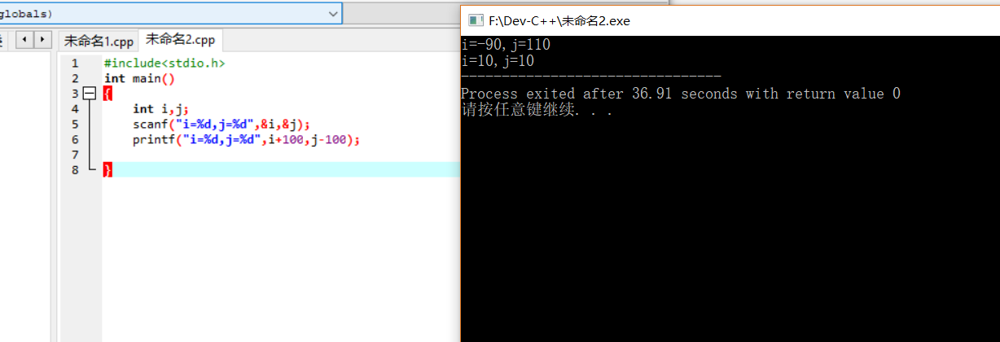 globals)
未命名1.cpp
未命名2.cpp
1 #include<stdio.h>
2 int main()
3 {
4 int i,j;
5 scanf("i=%d,j=%d",&i,&j);
6 printf("i=%d,j=%d",i+100,j-100);
7
8 }
F:\Dev-C++\未命名2.exe
i=-90,j=110
i=10,j=10
--------------------------------
Process exited after 36.91 seconds with return value 0
请按任意键继续. . .